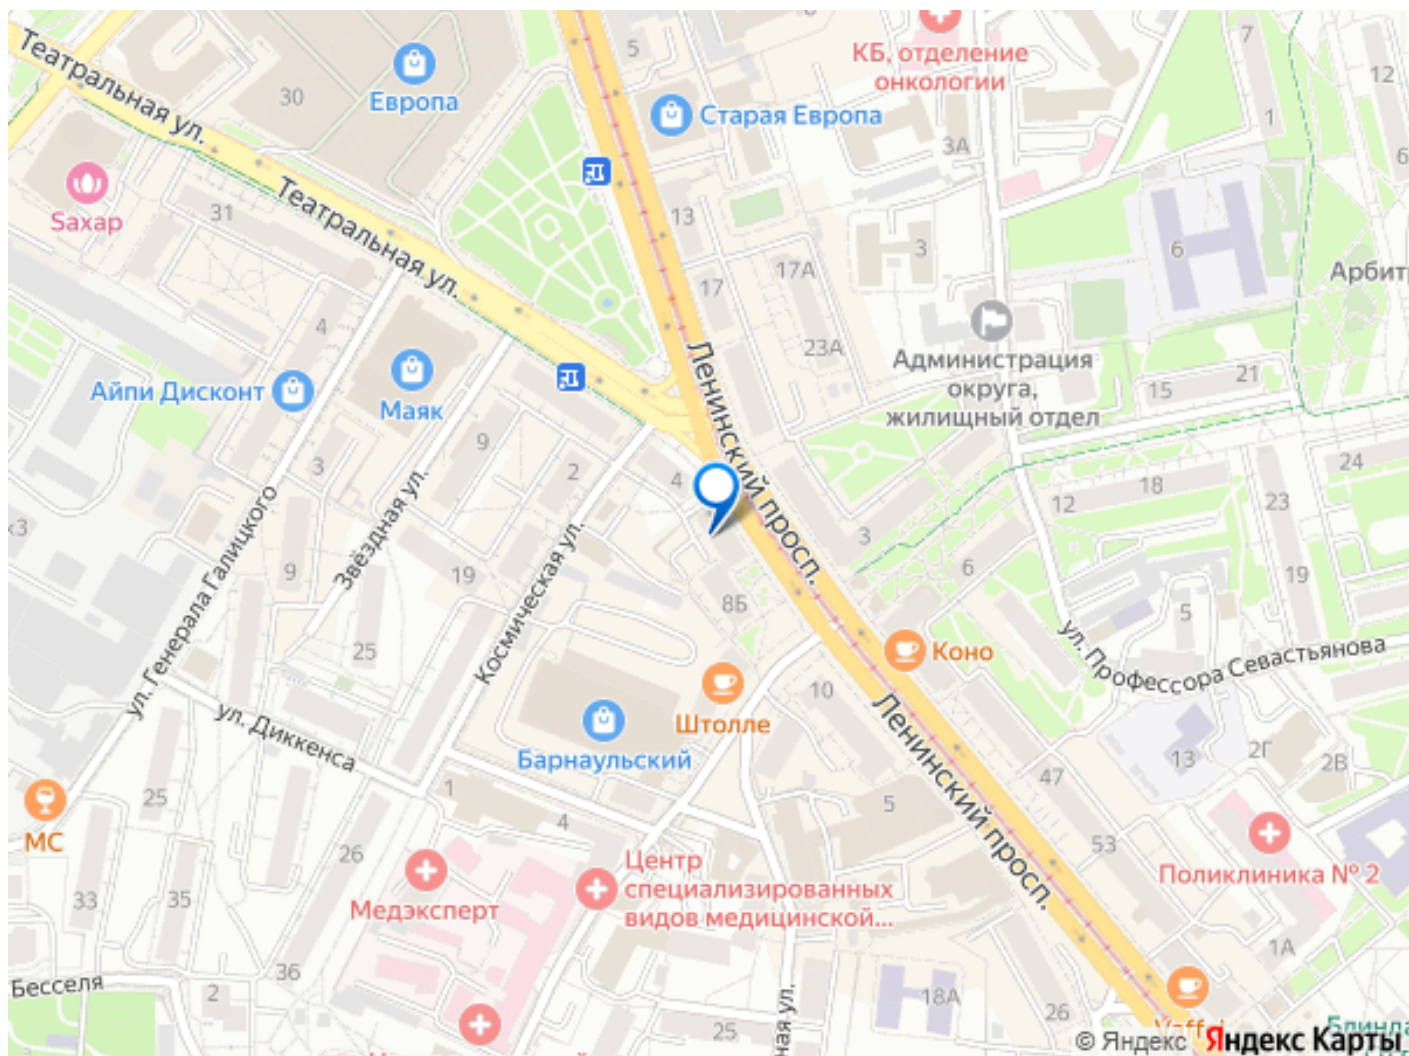 Театральная ул.
30
Европа
5
КБ, отделение
онкологии
7
12
1
6
Старая Европа
3А
Sахар
31
Театральная ул.
13
17
17А
3
6
4
23А
Администрация
округа,
жилищный отдел
15
21
Айпи Дисконт
Маяк
Ленинский просп.
9
2
4
3
12
18
24
23
ул. Генерала Галицкого
Звёздная ул.
9
19
Космическая ул.
3
6
19
8Б
5
25
Коно
ул. Профессора Севастьянова
ул. Диккенса
Штолле
10
Ленинский просп.
Барнаульский
47
13
2Г
2В
МС
25
1
4
5
26
53
Поликлиника № 2
Медэксперт
Центр
специализированных
видов медицинской...
33
35
36
1А
Бесселя
2
18А
26
25
© Яндекс Яндекс Карты